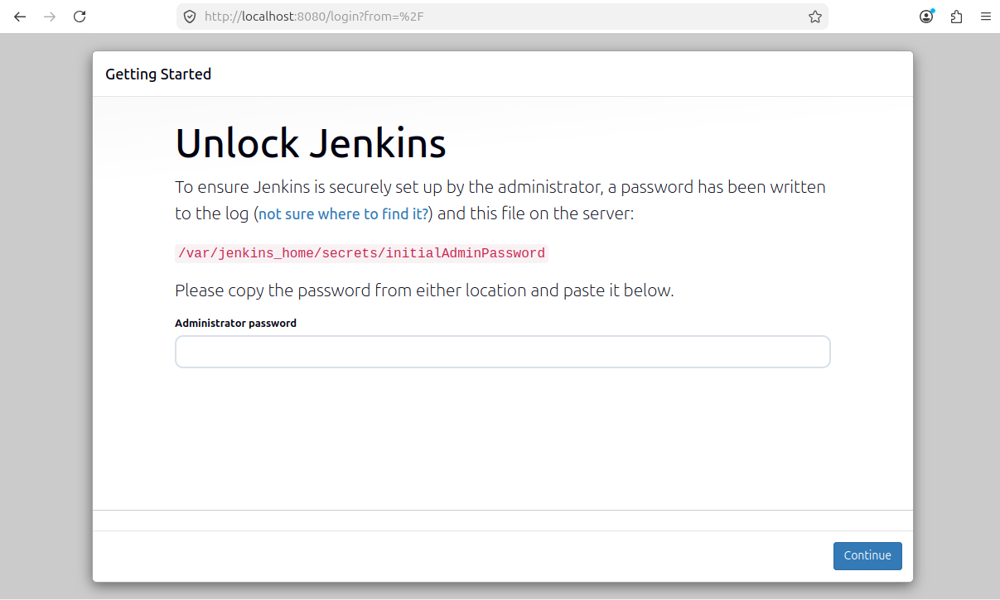 http://localhost:8080/login?from=%2F
Getting Started
Unlock Jenkins
To ensure Jenkins is securely set up by the administrator, a password has been written
to the log (not sure where to find it?) and this file on the server:
/var/jenkins_home/secrets/initialAdminPassword
Please copy the password from either location and paste it below.
Administrator password
Continue